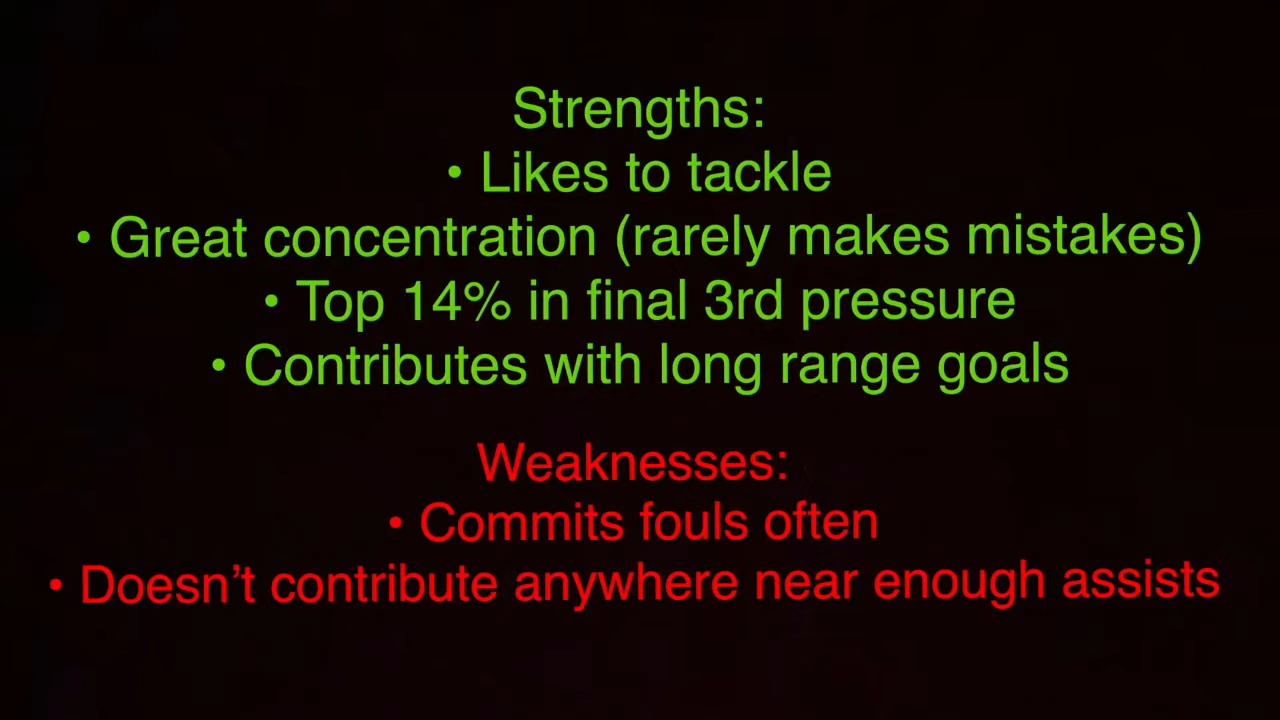 Strengths:
• Likes to tackle
• Great concentration (rarely makes mistakes)
• Top 14% in final 3rd pressure
• Contributes with long range goals
Weaknesses:
• Commits fouls often
• Doesn’t contribute anywhere near enough assists